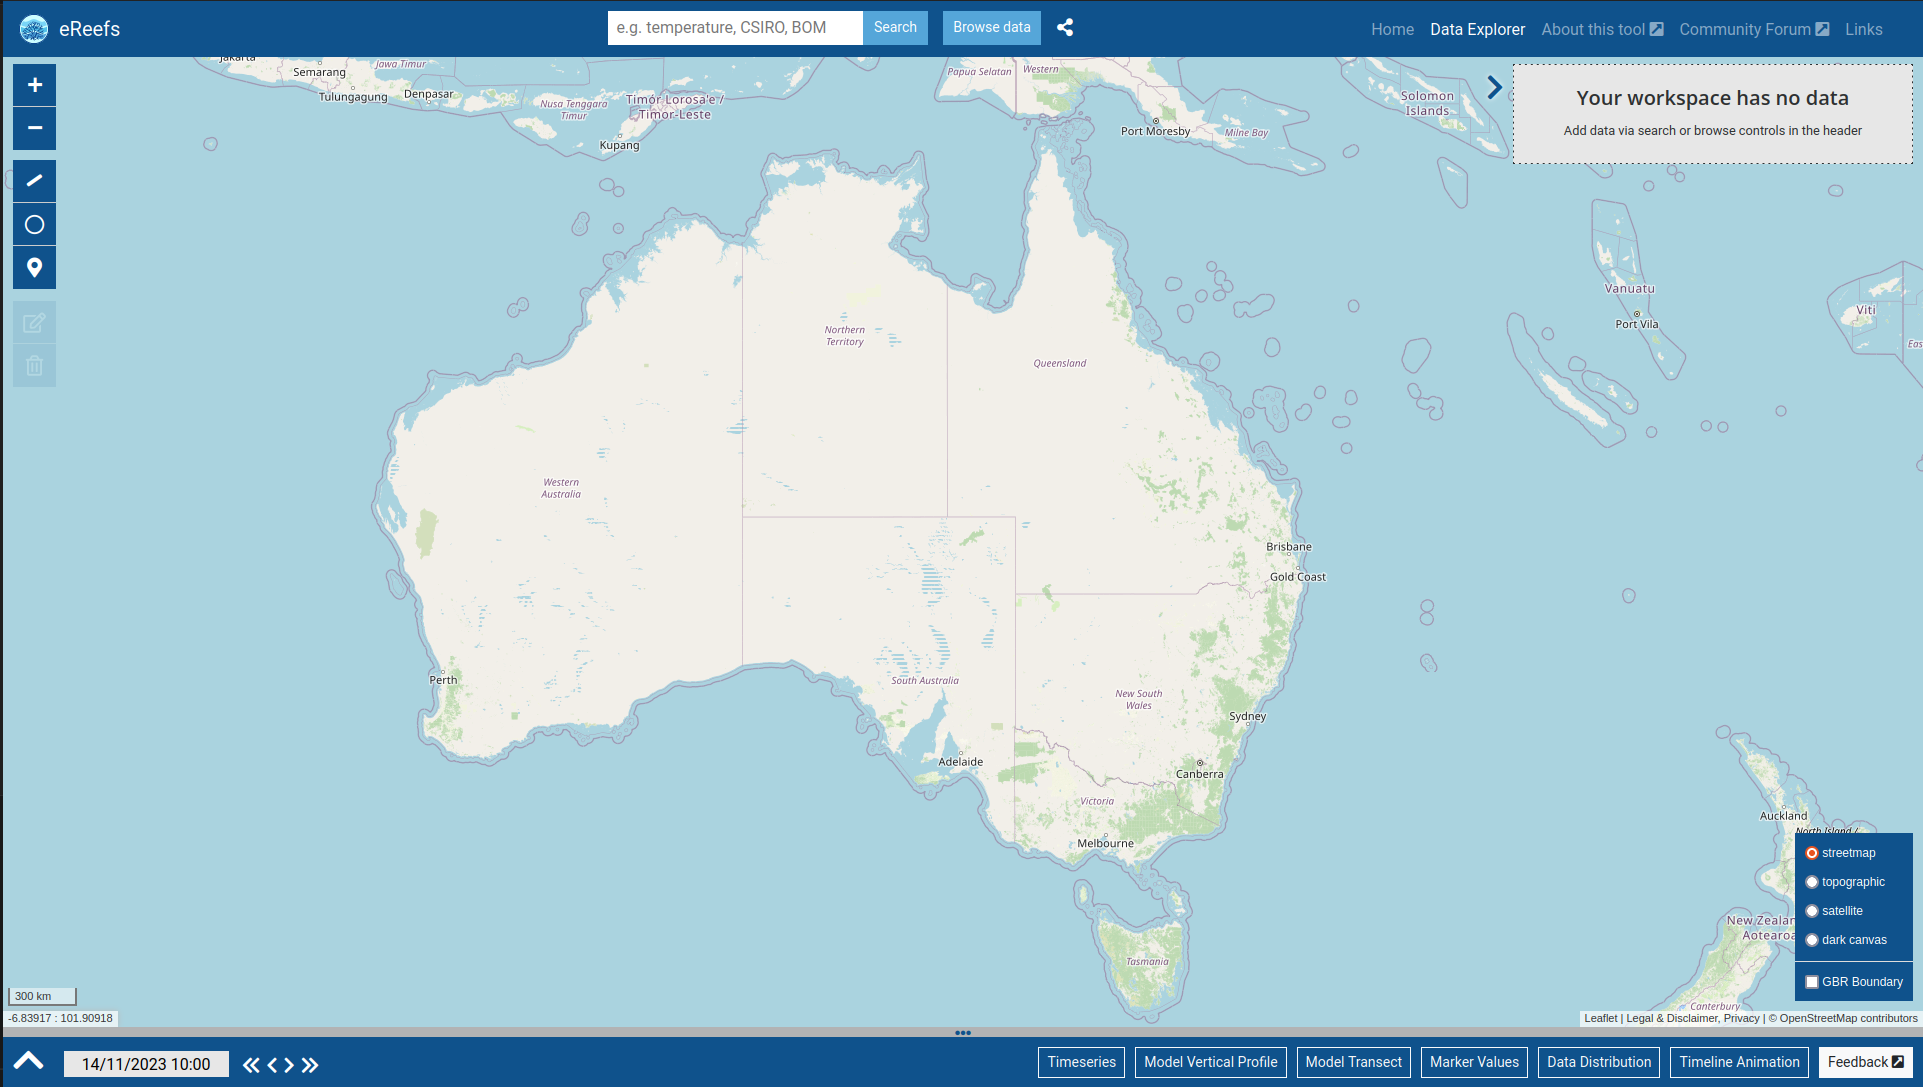 eReefs
e.g. temperature, CSIRO, BOM
Search
Browse data
Home
Data Explorer
About this tool
Community Forum
Links
Jakarta
Semarang
Jawa Timur
Tulungagung
Denpasar
Nusa Tenggara
Timur
Timór Lorosa'e /
Timor-Leste
Kupang
Papua Selatan
Western
Port Moresby
Milne Bay
Solomon
Islands
Your workspace has no data
Add data via search or browse controls in the header
Vanuatu
Port Vila
Viti
Eas
Northern
Territory
Queensland
Western
Australia
Brisbane
Gold Coast
Perth
South Australia
New South
Wales
Sydney
Adelaide
Canberra
Victoria
Melbourne
Tasmania
Auckland
North Island /
New Zealan
Aotearoa
Canterbury
streetmap
topographic
satellite
dark canvas
GBR Boundary
300 km
-6.83917 : 101.90918
Leaflet | Legal & Disclaimer, Privacy | © OpenStreetMap contributors
14/11/2023 10:00
Timeseries
Model Vertical Profile
Model Transect
Marker Values
Data Distribution
Timeline Animation
Feedback